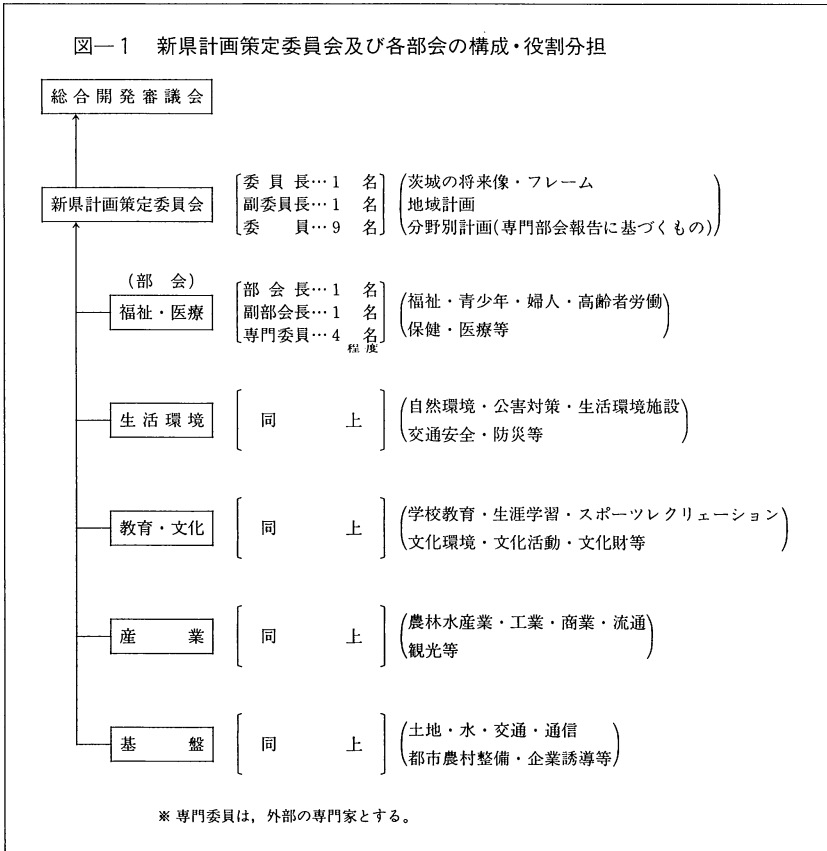 図—1 新県計画策定委員会及び各部会の構成・役割分担
総合開発審議会
新県計画策定委員会
委員長…1名
副委員長…1名
委員…9名
茨城の将来像・フレーム
地域計画
分野別計画(専門部会報告に基づくもの)
(部会)
福祉・医療
部会長…1名
副部会長…1名
専門委員…4名
程度
福祉・青少年・婦人・高齢者労働
保健・医療等
生活環境
同上
自然環境・公害対策・生活環境施設
交通安全・防災等
教育・文化
同上
学校教育・生涯学習・スポーツレクリェーション
文化環境・文化活動・文化財等
産業
同上
農林水産業・工業・商業・流通
観光等
基盤
同上
土地・水・交通・通信
都市農村整備・企業誘導等
※ 専門委員は,外部の専門家とする。